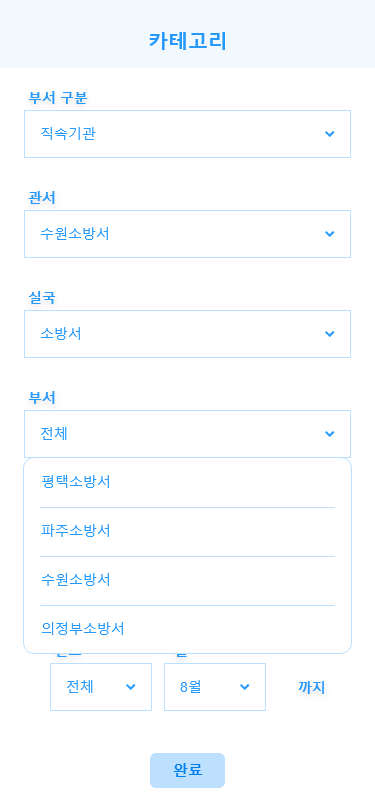 카테고리
부서 구분
직속기관
관서
수원소방서
실국
소방서
부서
전체
평택소방서
파주소방서
수원소방서
의정부소방서
전체 8월 까지
완료